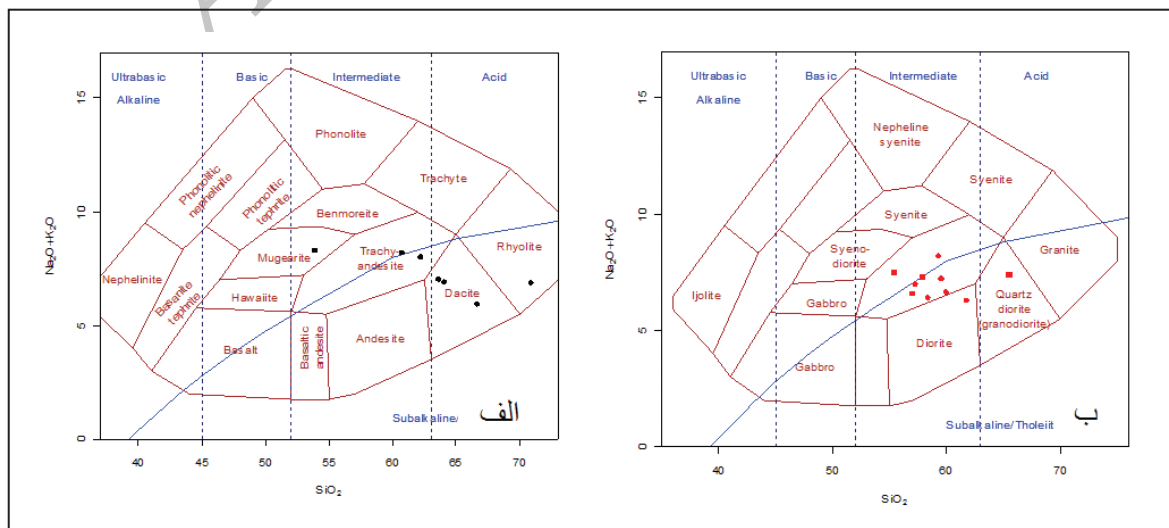 Ultrabasic
Basic
Intermediate
Acid
Alkaline
Phonolite
Phonolitic
nephelinite
Phonolitic
tephrite
Trachyte
Benmoreite
Nephelinite
Mugearite
Trachy-
andesite
Rhyolite
Basanite
tephrite
Hawaiite
Dacite
Basalt
Basaltic
andesite
Andesite
Subalkaline/
الف
Na2O+K2O
0
5
10
15
40
45
50
55
60
65
70
SiO2
Ultrabasic
Basic
Intermediate
Acid
Alkaline
Nepheline
syenite
Syenite
Syenite
Syeno-
diorite
Granite
Ijolite
Gabbro
Quartz
diorite
(granodiorite)
Diorite
Gabbro
Subalkaline/Tholeiit
ب
Na2O+K2O
0
5
10
15
40
50
60
70
SiO2